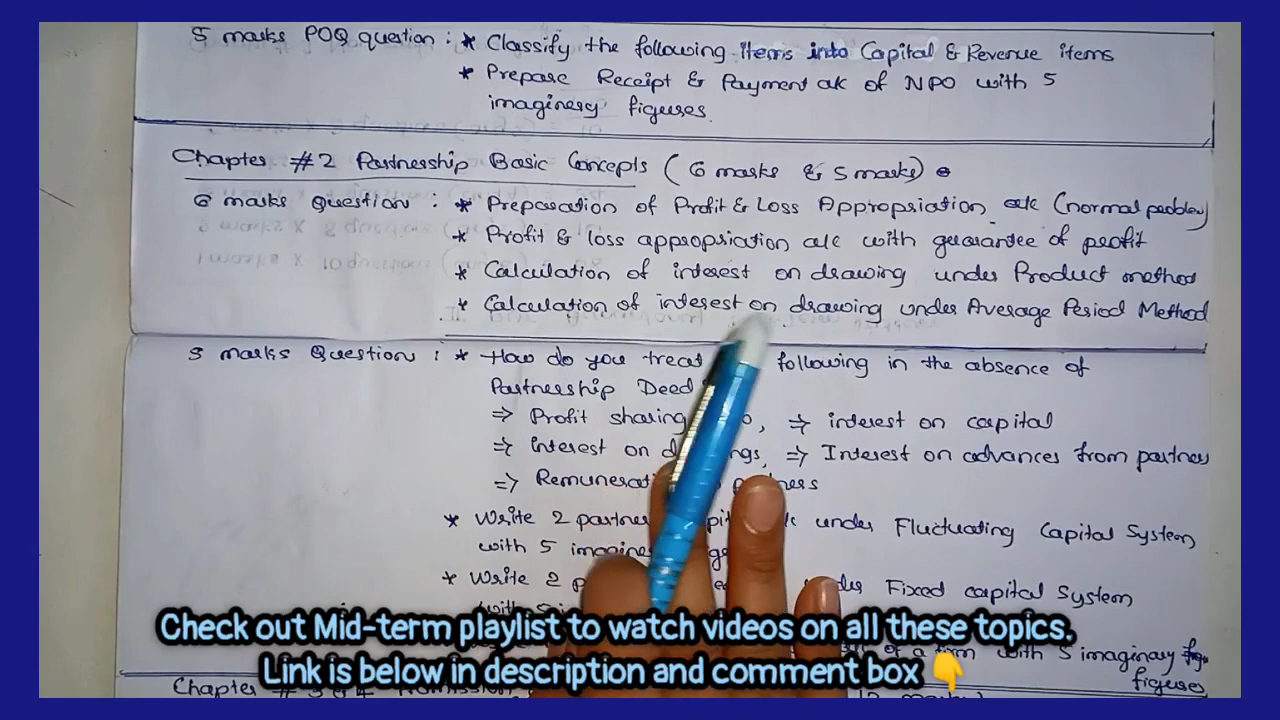 5 marks POQ question : * Classify the following items into Capital & Revenue items
* Prepare Receipt & Payment a/c of NPO with 5
imaginery figures.
Chapter #2 Partnership Basic Concepts (6 marks & 5 marks)
6 marks Question : * Preparation of Profit & Loss Appropriation a/c (normal problem)
* Profit & loss appropriation a/c with guarantee of profit
* Calculation of interest on drawing under Product method
* Calculation of interest on drawing under Average Period Method
5 marks Question : * How do you treat following in the absence of
Partnership Deed
⇒ Profit sharing , ⇒ interest on capital
⇒ Interest on , ⇒ Interest on advances from partners
⇒ 
* Write 2 under Fluctuating Capital System
with 5
* Write 2 Fixed capital System
of a firm with 5 imaginary
figures
Check out Mid-term playlist to watch videos on all these topics.
Link is below in description and comment box 👇
Chapter #